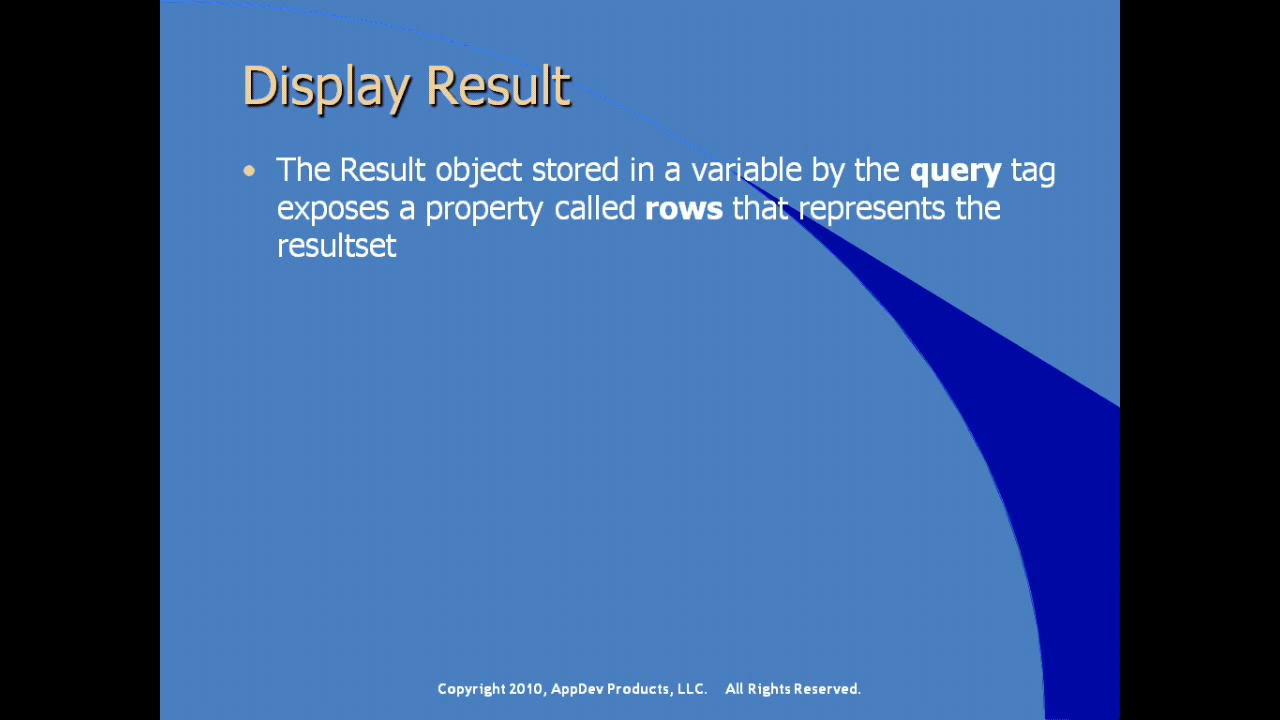 Display Result
• The Result object stored in a variable by the query tag
exposes a property called rows that represents the
resultset
Copyright 2010, AppDev Products, LLC. All Rights Reserved.